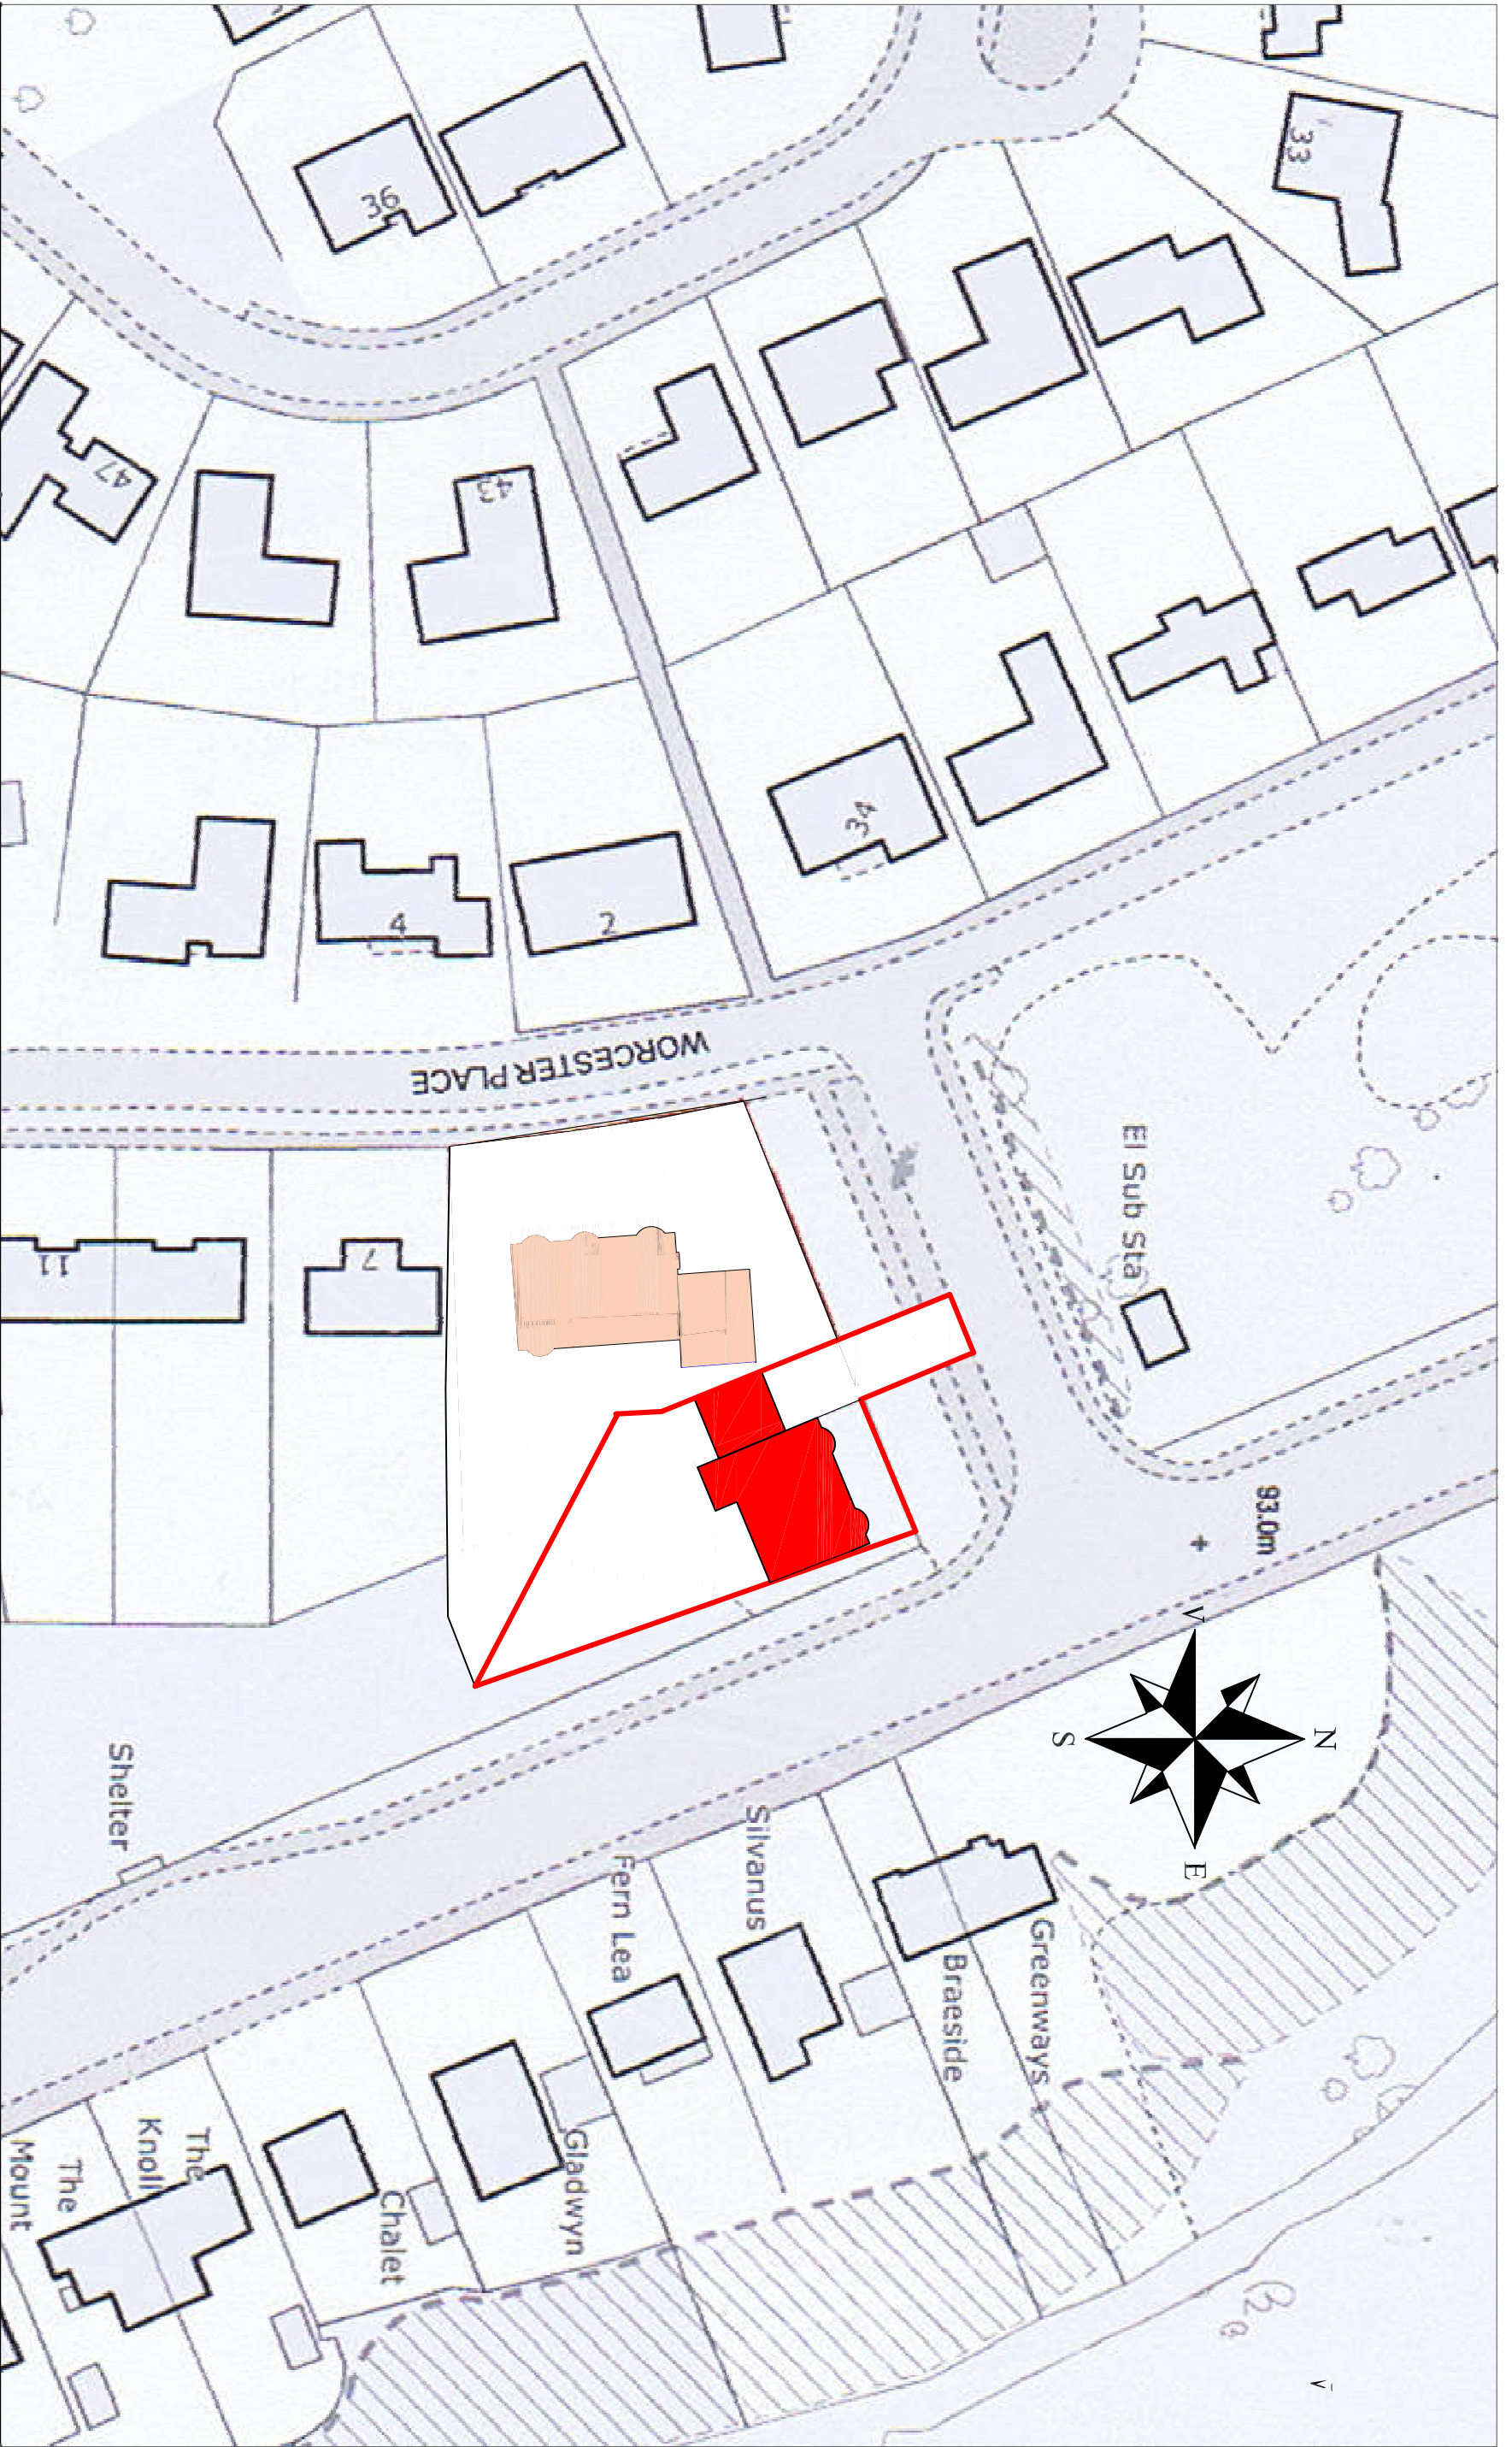 36
33
47
43
34
4
2
WORCESTER PLACE
El Sub Sta
11
7
93.0m
N
S
E
Shelter
Silvanus
Fern Lea
Greenways
Braeside
Gladwyn
Chalet
The
Knoll
The
Mount